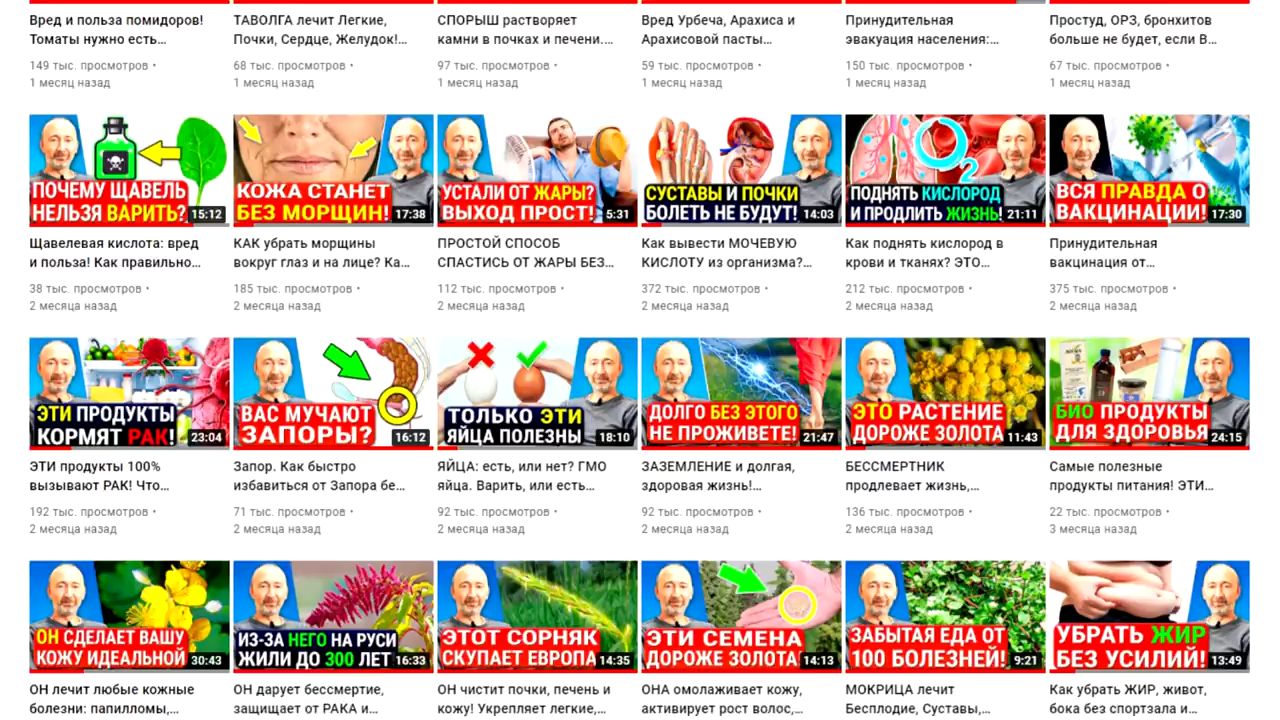 Вред и польза помидоров!
Томаты нужно есть...
149 тыс. просмотров •
1 месяц назад
ТАВОЛГА лечит Легкие,
Почки, Сердце, Желудок!...
68 тыс. просмотров •
1 месяц назад
СПОРЫШ растворяет
камни в почках и печени....
97 тыс. просмотров •
1 месяц назад
Вред Урбеча, Арахиса и
Арахисовой пасты...
59 тыс. просмотров •
1 месяц назад
Принудительная
эвакуация населения:...
150 тыс. просмотров •
1 месяц назад
Простуд, ОРЗ, бронхитов
больше не будет, если В...
67 тыс. просмотров •
1 месяц назад
ПОЧЕМУ ЩАВЕЛЬ
НЕЛЬЗЯ ВАРИТЬ?
15:12
Щавелевая кислота: вред
и польза! Как правильно...
38 тыс. просмотров •
2 месяца назад
КОЖА СТАНЕТ
БЕЗ МОРЩИН!
17:38
КАК убрать морщины
вокруг глаз и на лице? Ка...
185 тыс. просмотров •
2 месяца назад
УСТАЛИ ОТ ЖАРЫ?
ВЫХОД ПРОСТ!
5:31
ПРОСТОЙ СПОСОБ
СПАСТИСЬ ОТ ЖАРЫ БЕЗ...
112 тыс. просмотров •
2 месяца назад
СУСТАВЫ И ПОЧКИ
БОЛЕТЬ НЕ БУДУТ!
14:03
Как вывести МОЧЕВУЮ
КИСЛОТУ из организма?...
372 тыс. просмотров •
2 месяца назад
O2
ПОДНЯТЬ КИСЛОРОД
И ПРОДЛИТЬ ЖИЗНЬ!
21:11
Как поднять кислород в
крови и тканях? ЭТО...
212 тыс. просмотров •
2 месяца назад
ВСЯ ПРАВДА О
ВАКЦИНАЦИИ!
17:30
Принудительная
вакцинация от...
375 тыс. просмотров •
2 месяца назад
ЭТИ ПРОДУКТЫ
КОРМЯТ РАК!
23:04
ЭТИ продукты 100%
вызывают РАК! Что...
192 тыс. просмотров •
2 месяца назад
ВАС МУЧАЮТ
ЗАПОРЫ?
16:12
Запор. Как быстро
избавиться от Запора бе...
71 тыс. просмотров •
2 месяца назад
ТОЛЬКО ЭТИ
ЯЙЦА ПОЛЕЗНЫ
18:10
ЯЙЦА: есть, или нет? ГМО
яйца. Варить, или есть...
92 тыс. просмотров •
2 месяца назад
ДОЛГО БЕЗ ЭТОГО
НЕ ПРОЖИВЕТЕ!
21:47
ЗАЗЕМЛЕНИЕ и долгая,
здоровая жизнь!...
92 тыс. просмотров •
2 месяца назад
ЭТО РАСТЕНИЕ
ДОРОЖЕ ЗОЛОТА
11:43
БЕССМЕРТНИК
продлевает жизнь,...
136 тыс. просмотров •
2 месяца назад
БИО ПРОДУКТЫ
ДЛЯ ЗДОРОВЬЯ
24:15
Самые полезные
продукты питания! ЭТИ...
22 тыс. просмотров •
3 месяца назад
ОН СДЕЛАЕТ ВАШУ
КОЖУ ИДЕАЛЬНОЙ
30:43
ОН лечит любые кожные
болезни: папилломы,...
ИЗ-ЗА НЕГО НА РУСИ
ЖИЛИ ДО 300 ЛЕТ
16:33
ОН дарует бессмертие,
защищает от РАКА и...
ЭТОТ СОРНЯК
СКУПАЕТ ЕВРОПА
14:35
ОН чистит почки, печень и
кожу! Укрепляет легкие,...
ЭТИ СЕМЕНА
ДОРОЖЕ ЗОЛОТА
14:13
ОНА омолаживает кожу,
активирует рост волос,...
ЗАБЫТАЯ ЕДА ОТ
100 БОЛЕЗНЕЙ!
9:21
МОКРИЦА лечит
Бесплодие, Суставы,...
УБРАТЬ ЖИР
БЕЗ УСИЛИЙ!
13:49
Как убрать ЖИР, живот,
бока без спортзала и...